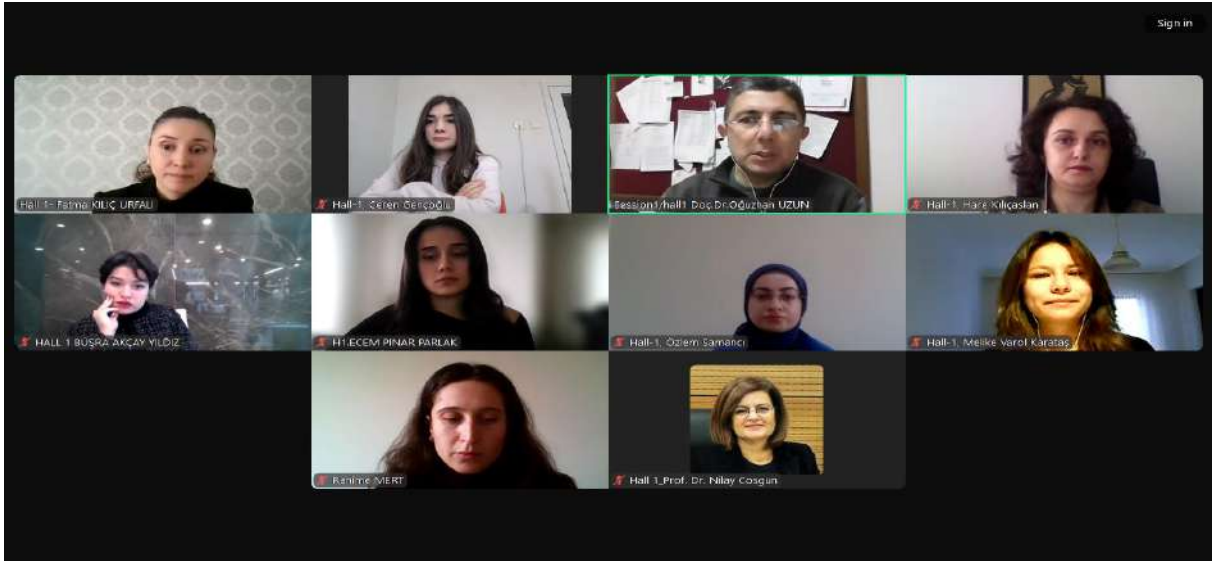 Sign in
Hall 1- Fatma KILIÇ URFALI
Hall-1, Ceren Gençoğlu
Session1/hall1 Doç.Dr.Oğuzhan UZUN
Hall-1, Hare Kılıçaslan
HALL 1 BÜŞRA AKÇAY YILDIZ
H1.ECEM PINAR PARLAK
Hall-1, Özlem Samancı
Hall-1, Melike Varol Karataş
MERT
Hall 1_Prof. Dr. Nilay Cosgun